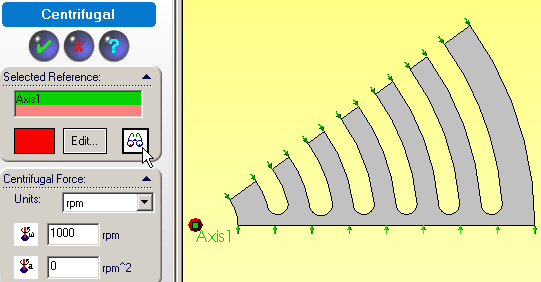 Centrifugal
?
Selected Reference:
Axis1
Edit...
Centrifugal Force:
Units: rpm
ω 1000 rpm
a 0 rpm^2
Axis1